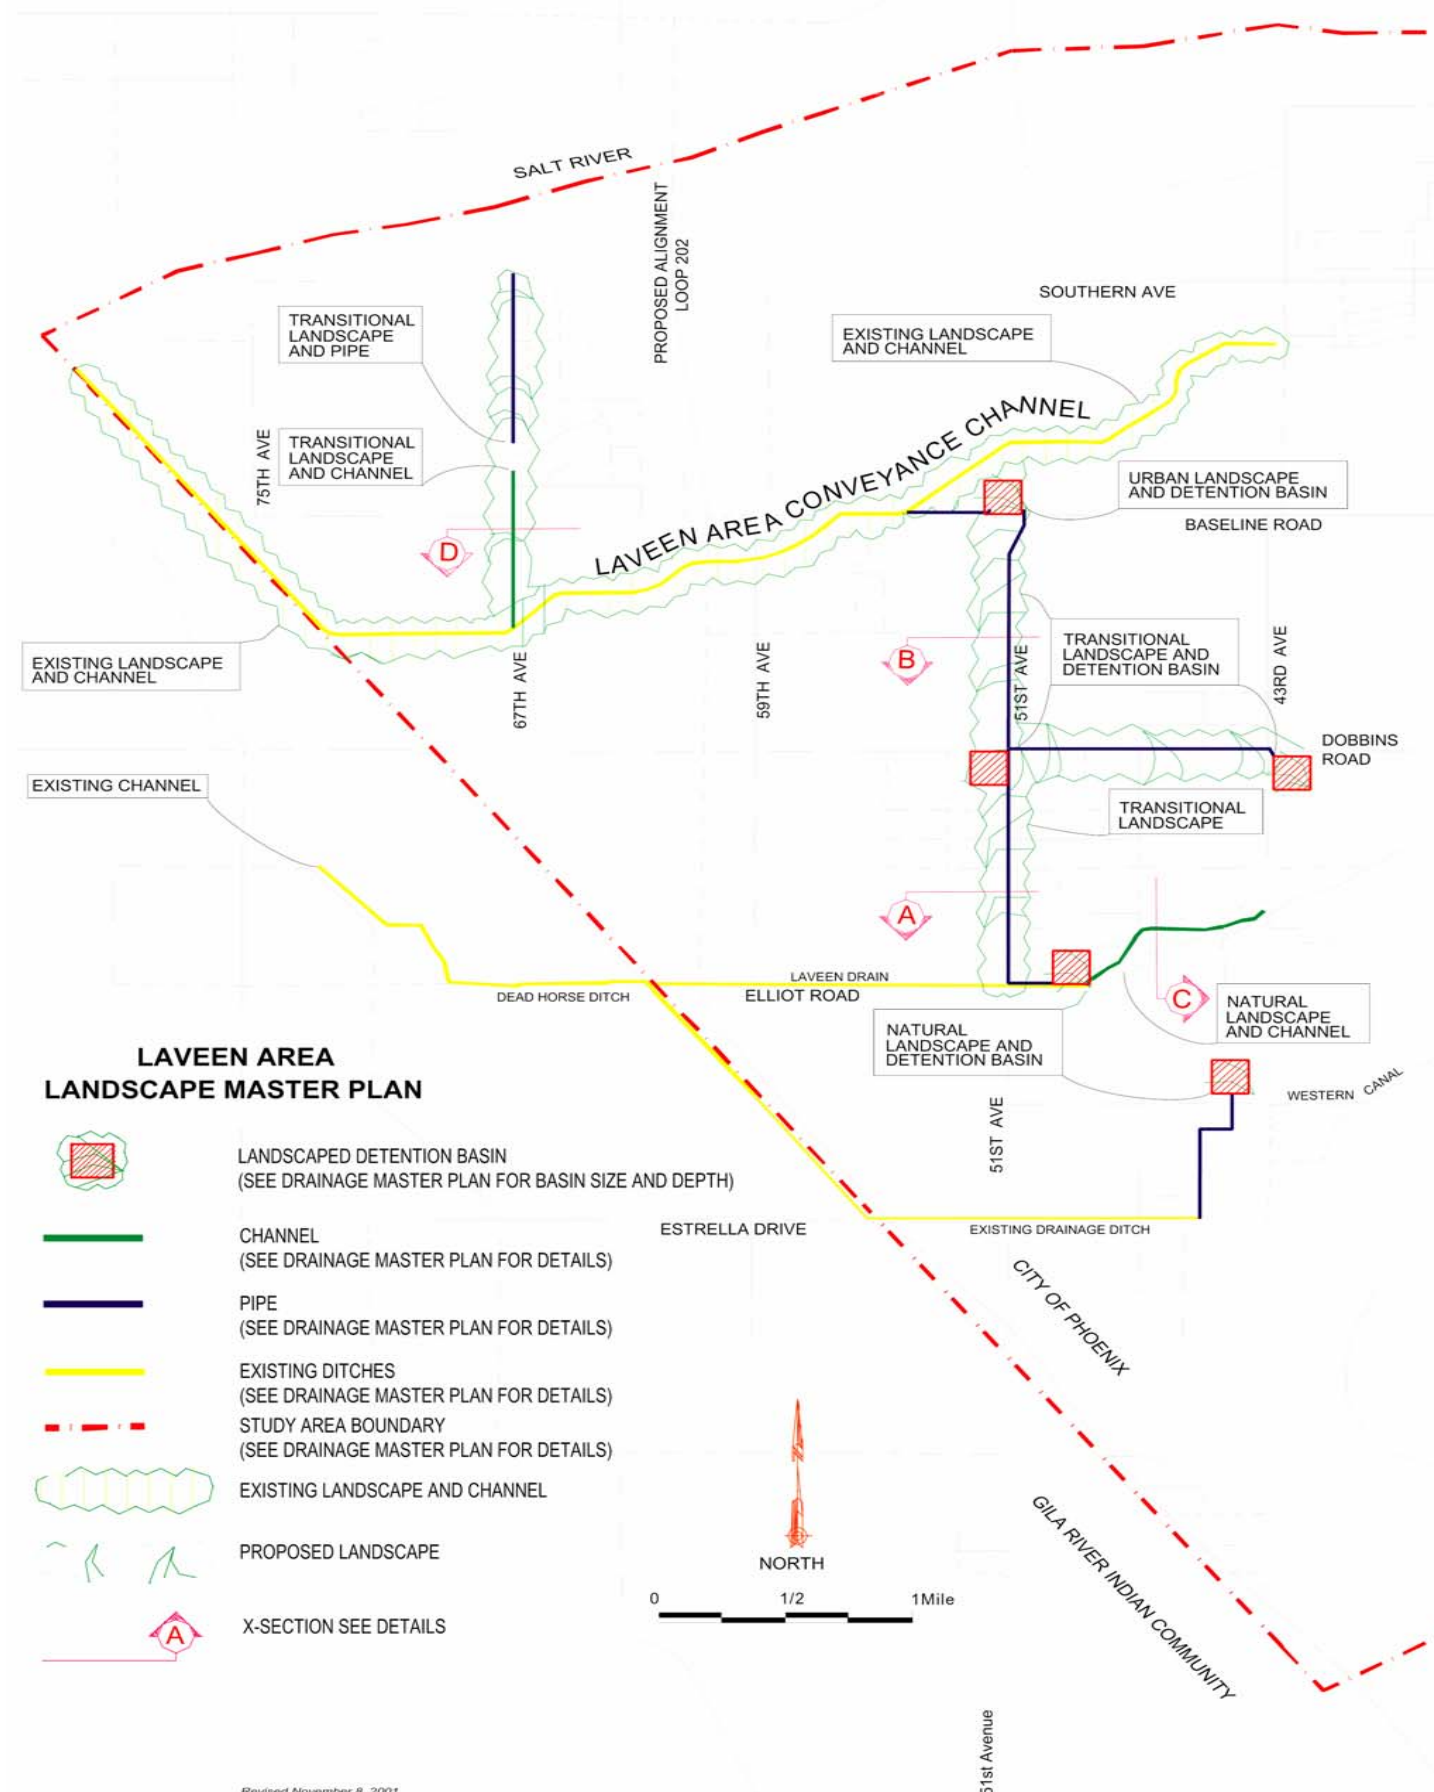 SALT RIVER
PROPOSED ALIGNMENT
LOOP 202
SOUTHERN AVE
TRANSITIONAL
LANDSCAPE
AND PIPE
EXISTING LANDSCAPE
AND CHANNEL
75TH AVE
TRANSITIONAL
LANDSCAPE
AND CHANNEL
LAVEEN AREA CONVEYANCE CHANNEL
URBAN LANDSCAPE
AND DETENTION BASIN
BASELINE ROAD
D
EXISTING LANDSCAPE
AND CHANNEL
67TH AVE
59TH AVE
B
51ST AVE
TRANSITIONAL
LANDSCAPE AND
DETENTION BASIN
43RD AVE
DOBBINS
ROAD
EXISTING CHANNEL
TRANSITIONAL
LANDSCAPE
A
LAVEEN DRAIN
DEAD HORSE DITCH
ELLIOT ROAD
C
NATURAL
LANDSCAPE
AND CHANNEL
NATURAL
LANDSCAPE AND
DETENTION BASIN
WESTERN CANAL
51ST AVE
ESTRELLA DRIVE
EXISTING DRAINAGE DITCH
CITY OF PHOENIX
GILA RIVER INDIAN COMMUNITY
LAVEEN AREA
LANDSCAPE MASTER PLAN
LANDSCAPED DETENTION BASIN
(SEE DRAINAGE MASTER PLAN FOR BASIN SIZE AND DEPTH)
CHANNEL
(SEE DRAINAGE MASTER PLAN FOR DETAILS)
PIPE
(SEE DRAINAGE MASTER PLAN FOR DETAILS)
EXISTING DITCHES
(SEE DRAINAGE MASTER PLAN FOR DETAILS)
STUDY AREA BOUNDARY
(SEE DRAINAGE MASTER PLAN FOR DETAILS)
EXISTING LANDSCAPE AND CHANNEL
PROPOSED LANDSCAPE
A
X-SECTION SEE DETAILS
N
NORTH
0 1/2 1Mile
51st Avenue
Revised November 8, 2001